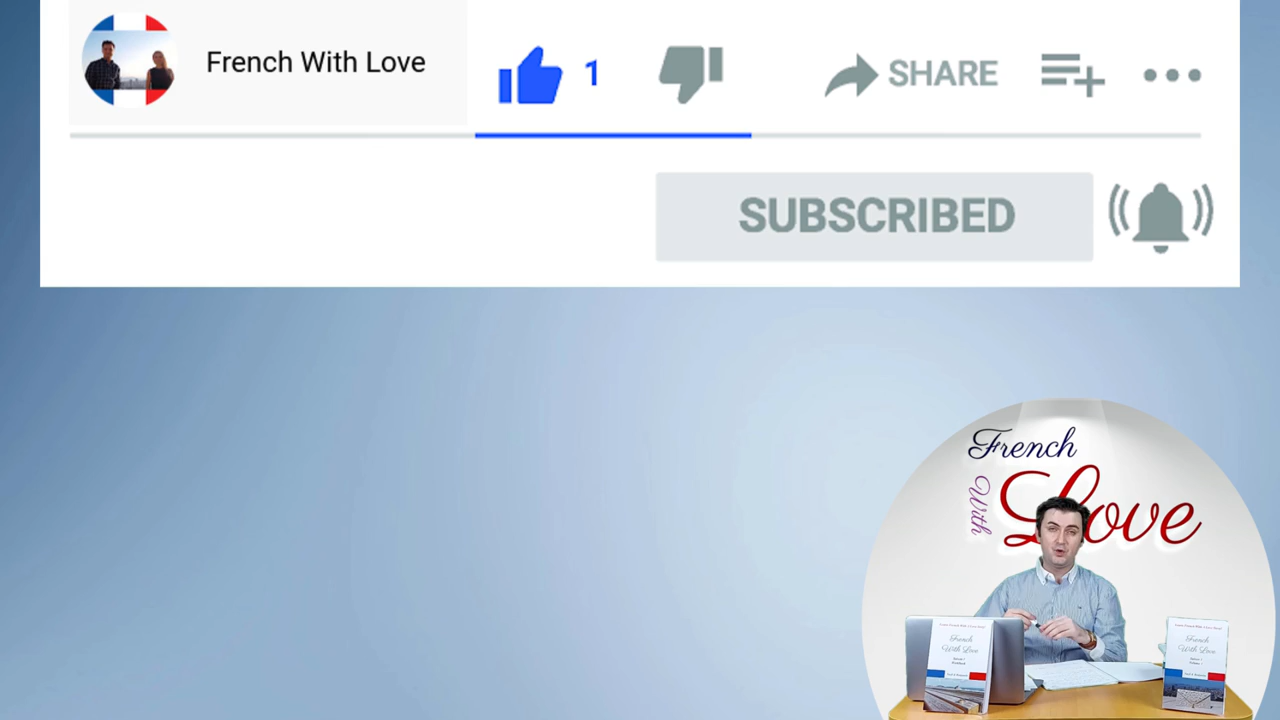 French With Love
1
SHARE
SUBSCRIBED
French
With
Love
French
With Love
French
With Love